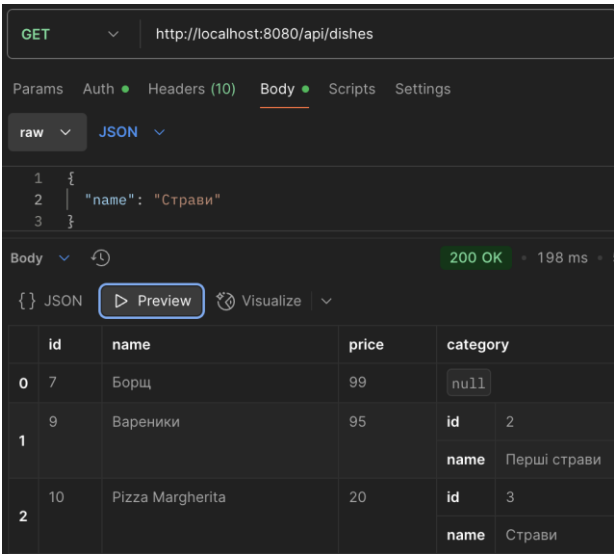 GET http://localhost:8080/api/dishes
Params Auth Headers (10) Body Scripts Settings
raw JSON
1 {
2 "name": "Страви"
3 }
Body 200 OK 198 ms
{} JSON Preview Visualize
id name price category
0 7 Борщ 99 null
1 9 Вареники 95 id 2
name Перші страви
2 10 Pizza Margherita 20 id 3
name Страви